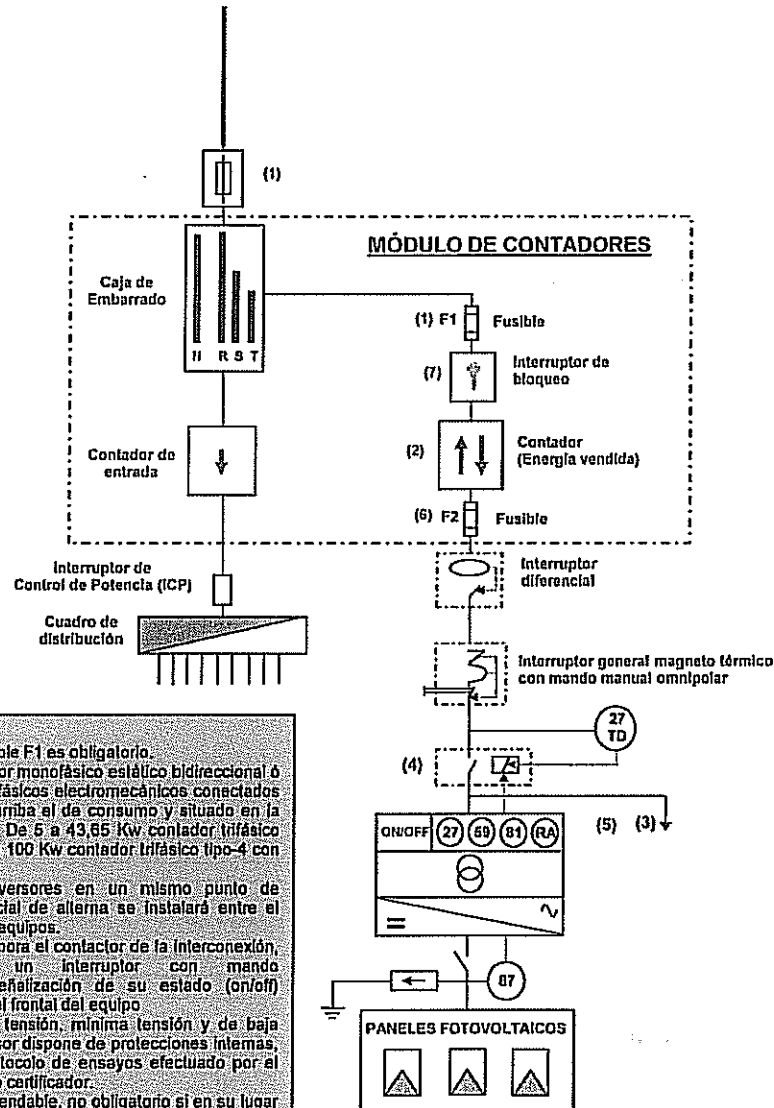 (1)
MÓDULO DE CONTADORES
Caja de
Embarrado
N R S T
(1) F1 Fusible
(7)
Interruptor de
bloqueo
Contador de
entrada
(2)
Contador
(Energía vendida)
(6) F2 Fusible
Interruptor de
Control de Potencia (ICP)
Interruptor
diferencial
Cuadro de
distribución
Interruptor general magneto térmico
con mando manual omnipolar
27
TD
(4)
ON/OFF 27 59 81 RA
(5) (3)
87
PANELES FOTOVOLTAICOS
ble F1 es obligatorio.
or monofásico estático bidireccional ó
fásicos electromecánicos conectados
rriba el de consumo y situado en la
De 5 a 43,65 Kw contador trifásico
100 Kw contador trifásico tipo-4 con
versores en un mismo punto de
cial de alterna se instalará entre el
equipos.
pora el contactor de la interconexión,
un interruptor con mando
eñalización de su estado (on/off)
el frontal del equipo
tensión, mínima tensión y de baja
sor dispone de protecciones internas,
tocolo de ensayos efectuado por el
o certificador.
endable, no obligatorio si en su lugar